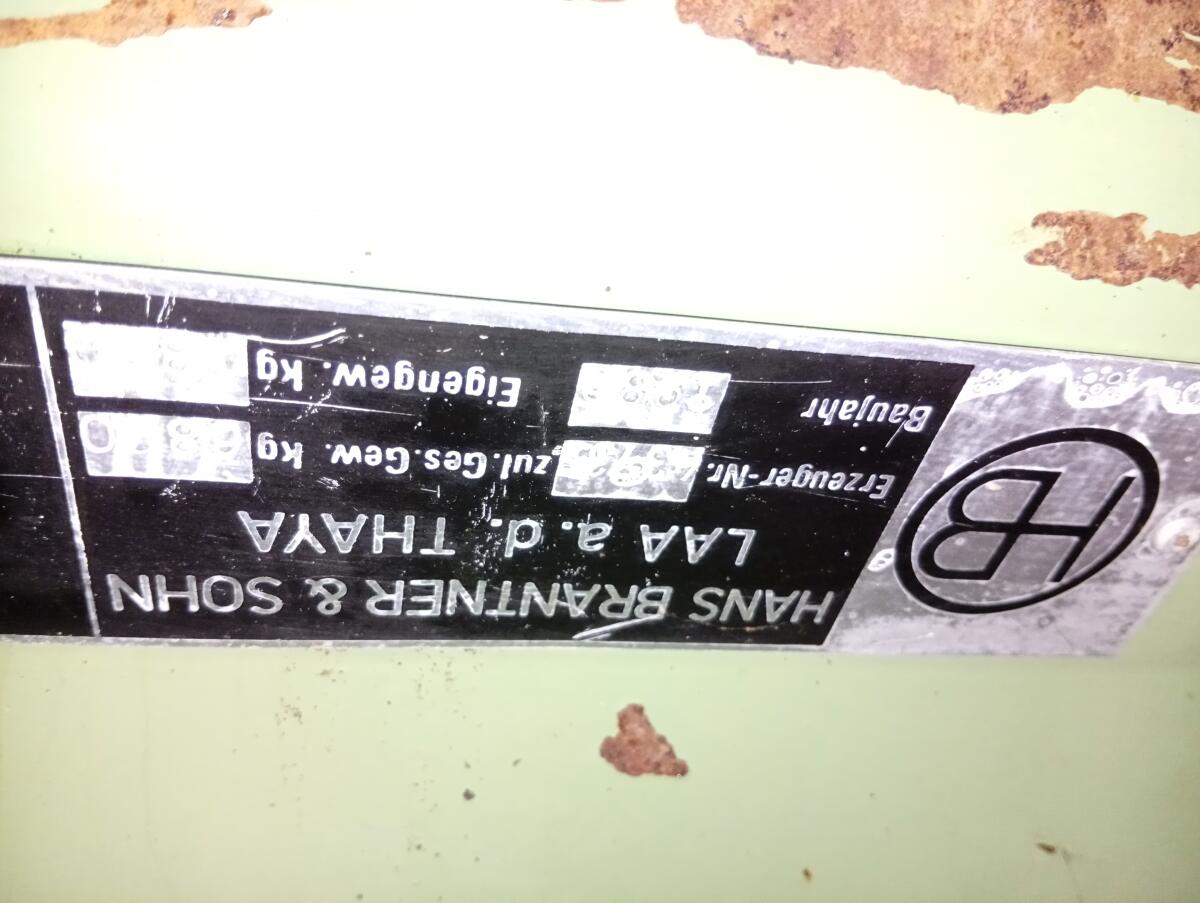 HB
HANS BRANTNER & SOHN
LAA a. d. THAYA
Erzeuger-Nr. zul.Ges.Gew. kg
Baujahr Eigengew. kg